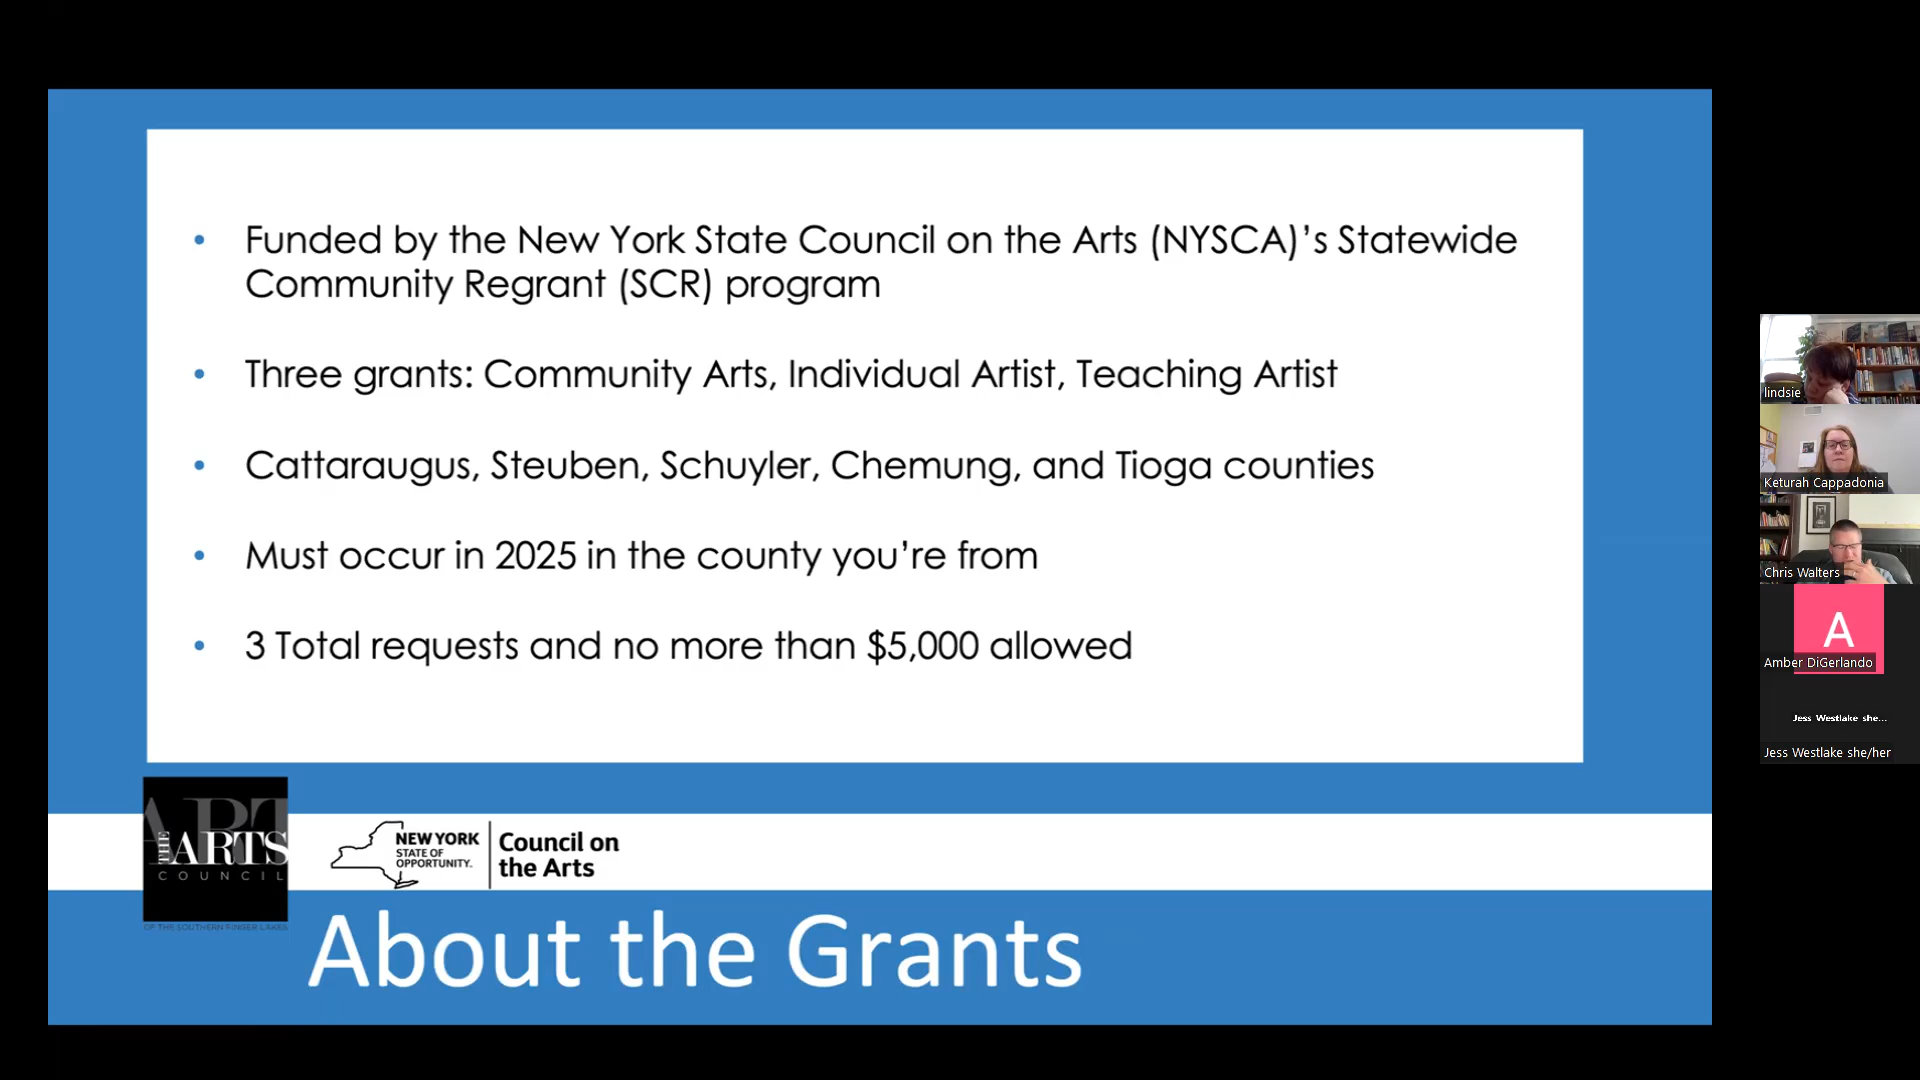 • Funded by the New York State Council on the Arts (NYSCA)’s Statewide
Community Regrant (SCR) program
• Three grants: Community Arts, Individual Artist, Teaching Artist
• Cattaraugus, Steuben, Schuyler, Chemung, and Tioga counties
• Must occur in 2025 in the county you’re from
• 3 Total requests and no more than $5,000 allowed
ART
THE ARTS
COUNCIL
OF THE SOUTHERN FINGER LAKES
NEW YORK
STATE OF
OPPORTUNITY.
Council on
the Arts
About the Grants
lindsie
Keturah Cappadonia
Chris Walters
A
Amber DiGerlando
Jess Westlake she...
Jess Westlake she/her